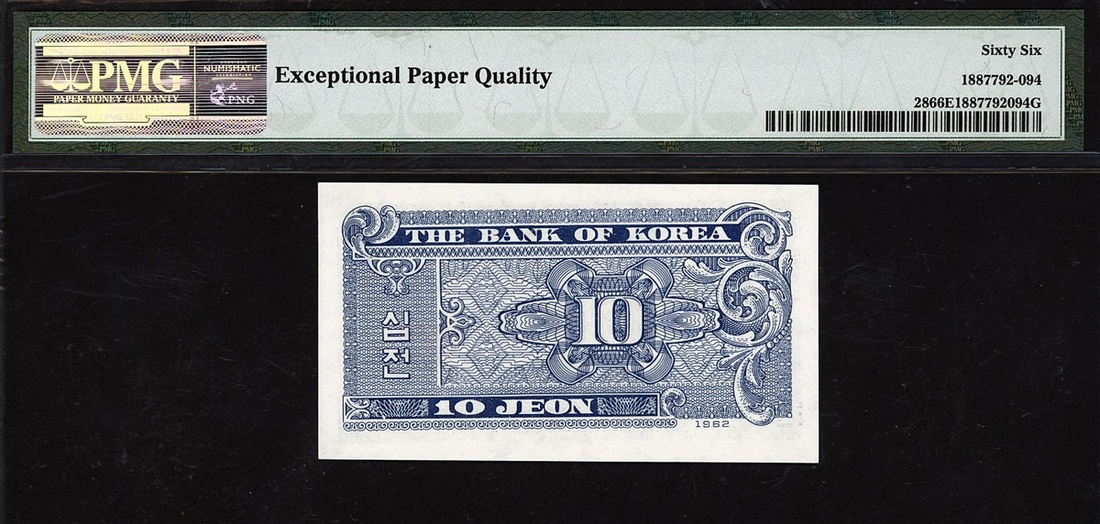 PMG
PAPER MONEY GUARANTY
NUMISMATIC
PNG
Exceptional Paper Quality
Sixty Six
1887792-094
2866E1887792094G
THE BANK OF KOREA
10
십전
10 JEON
1962